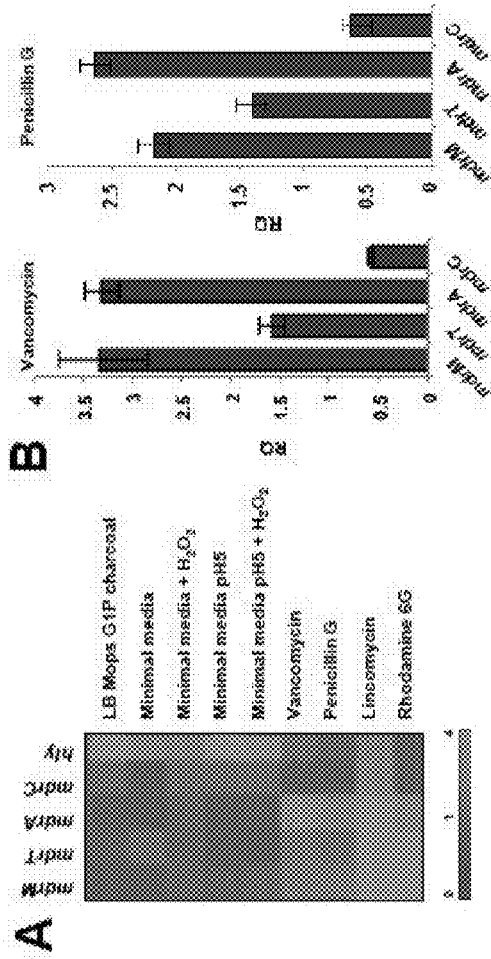 A
mdrM
mdrT
mdrA
mdrC
hly
LB Mops G1P charcoal
Minimal media
Minimal media + H2O2
Minimal media pH5
Minimal media pH5 + H2O2
Vancomycin
Penicillin G
Lincomycin
Rhodamine 6G
0
1
4
B
Vancomycin
RQ
4
3.5
3
2.5
2
1.5
1
0.5
0
mdrM
mdrT
mdrA
mdrC
Penicillin G
RQ
3
2.5
2
1.5
1
0.5
0
mdrM
mdrT
mdrA
mdrC